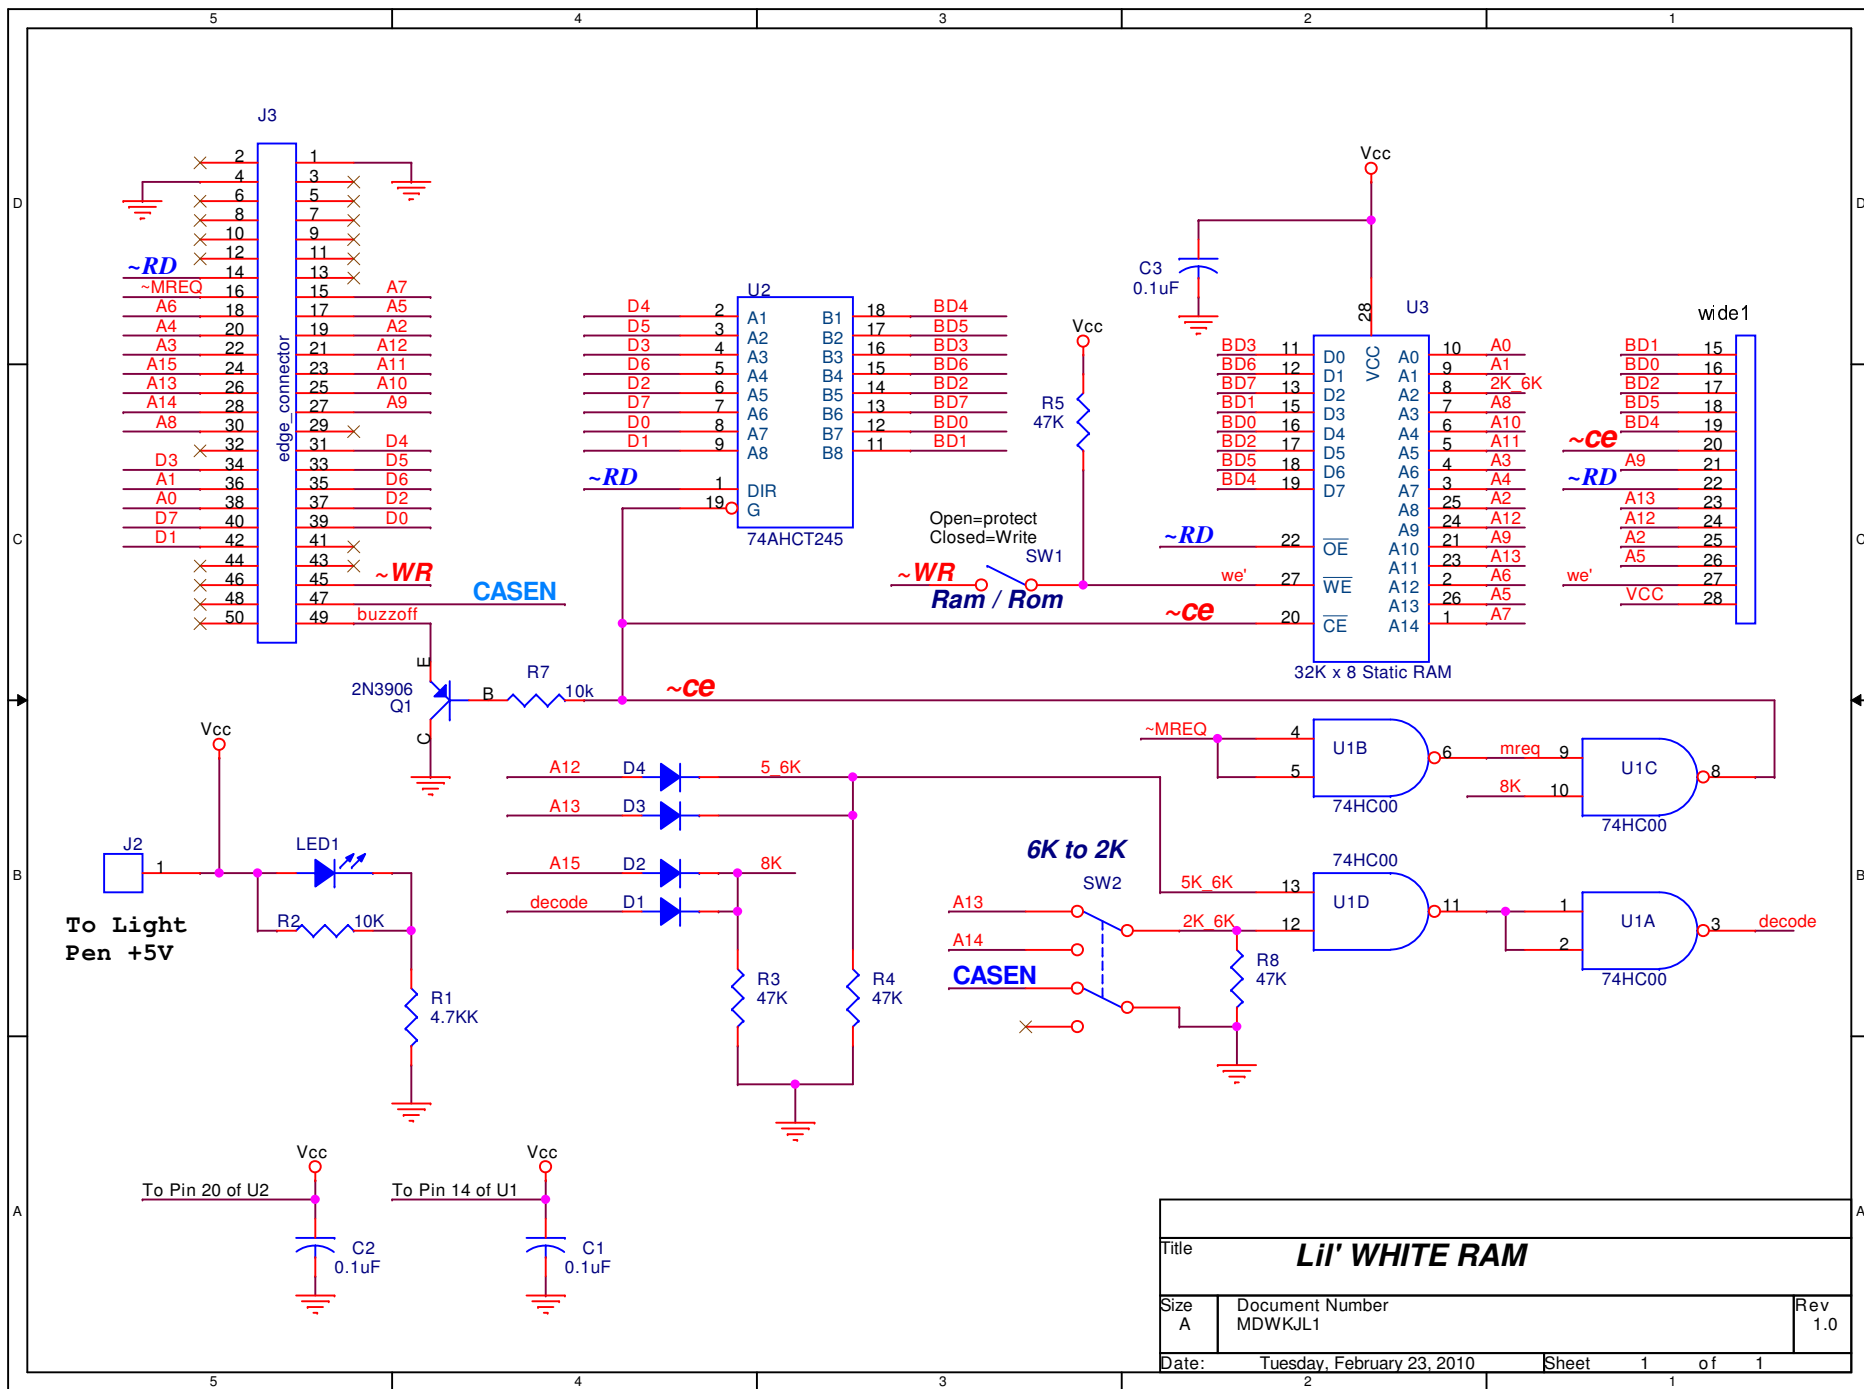 5 4 3 2 1
D
C
B
A
J3
edge_connector
2 1
4 3
6 5
8 7
10 9
12 11
~RD 14 13
~MREQ 16 15 A7
A6 18 17 A5
A4 20 19 A2
A3 22 21 A12
A15 24 23 A11
A13 26 25 A10
A14 28 27 A9
A8 30 29
32 31 D4
D3 34 33 D5
A1 36 35 D6
A0 38 37 D2
D7 40 39 D0
D1 42 41
44 43
46 45 ~WR
48 47 CASEN
50 49 buzzoff
U2
D4 2 A1 B1 18 BD4
D5 3 A2 B2 17 BD5
D3 4 A3 B3 16 BD3
D6 5 A4 B4 15 BD6
D2 6 A5 B5 14 BD2
D7 7 A6 B6 13 BD7
D0 8 A7 B7 12 BD0
D1 9 A8 B8 11 BD1
~RD 1 DIR
19 G
74AHCT245
Vcc
C3
0.1uF
28
U3
VCC
BD3 11 D0 A0 10 A0
BD6 12 D1 A1 9 A1
BD7 13 D2 A2 8 2K_6K
BD1 15 D3 A3 7 A8
BD0 16 D4 A4 6 A10
BD2 17 D5 A5 5 A11
BD5 18 D6 A6 4 A3
BD4 19 D7 A7 3 A4
A8 25 A2
A9 24 A12
~RD 22 OE A10 21 A9
A11 23 A13
we' 27 WE A12 2 A6
A13 26 A5
~ce 20 CE A14 1 A7
32K x 8 Static RAM
Vcc
R5
47K
Open=protect
Closed=Write
SW1
~WR
Ram / Rom
wide1
BD1 15
BD0 16
BD2 17
BD5 18
BD4 19
~ce 20
A9 21
~RD 22
A13 23
A12 24
A2 25
A5 26
we' 27
VCC 28
E
2N3906
Q1
B
C
R7
10k
~ce
~MREQ 4
5
U1B
6
74HC00
mreq 9
8K 10
U1C
8
74HC00
Vcc
J2
1
To Light
Pen +5V
LED1
R2 10K
R1
4.7KK
A12 D4 5_6K
A13 D3
A15 D2 8K
decode D1
R3
47K
R4
47K
6K to 2K
SW2
A13
A14
CASEN
2K_6K
R8
47K
74HC00
5K_6K 13
12
U1D
11
1
2
U1A
3 decode
74HC00
Vcc
To Pin 20 of U2
C2
0.1uF
Vcc
To Pin 14 of U1
C1
0.1uF
Title
Lil' WHITE RAM
Size Document Number Rev
A MDWKJL1 1.0
Date: Tuesday, February 23, 2010 Sheet 1 of 1
D
C
B
A
5 4 3 2 1